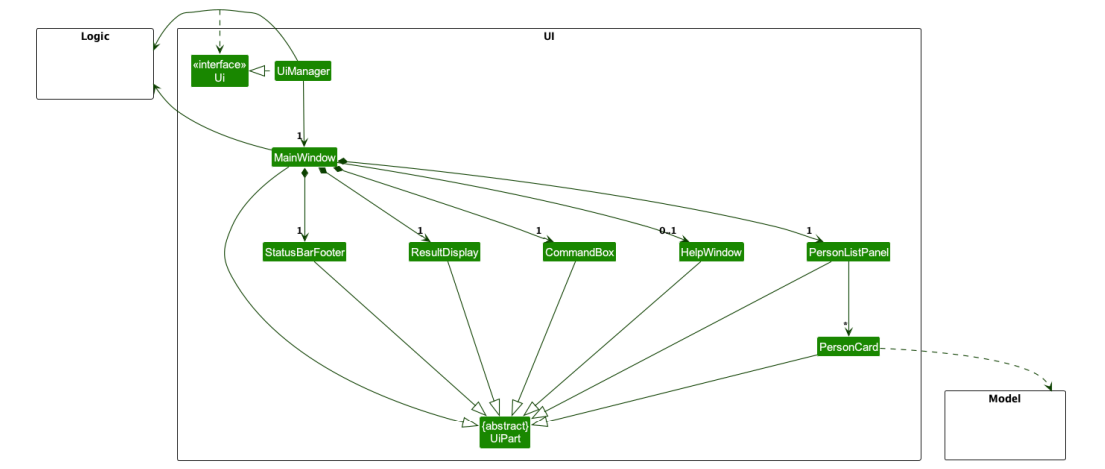 Logic
UI
«interface»
Ui
UiManager
1
MainWindow
1
1
1
0..1
1
StatusBarFooter
ResultDisplay
CommandBox
HelpWindow
PersonListPanel
*
PersonCard
Model
{abstract}
UiPart